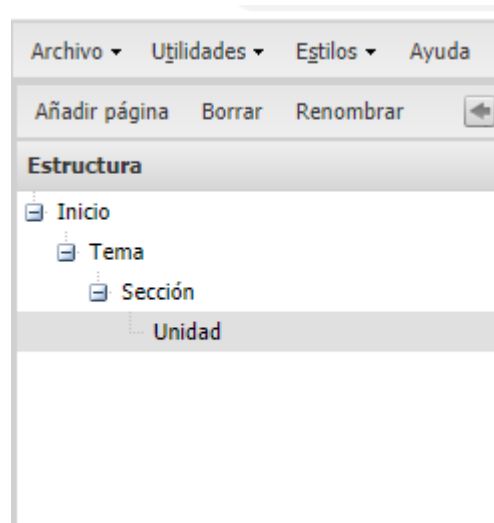 Archivo Utilidades Estilos Ayuda
Añadir página Borrar Renombrar
Estructura
Inicio
Tema
Sección
Unidad